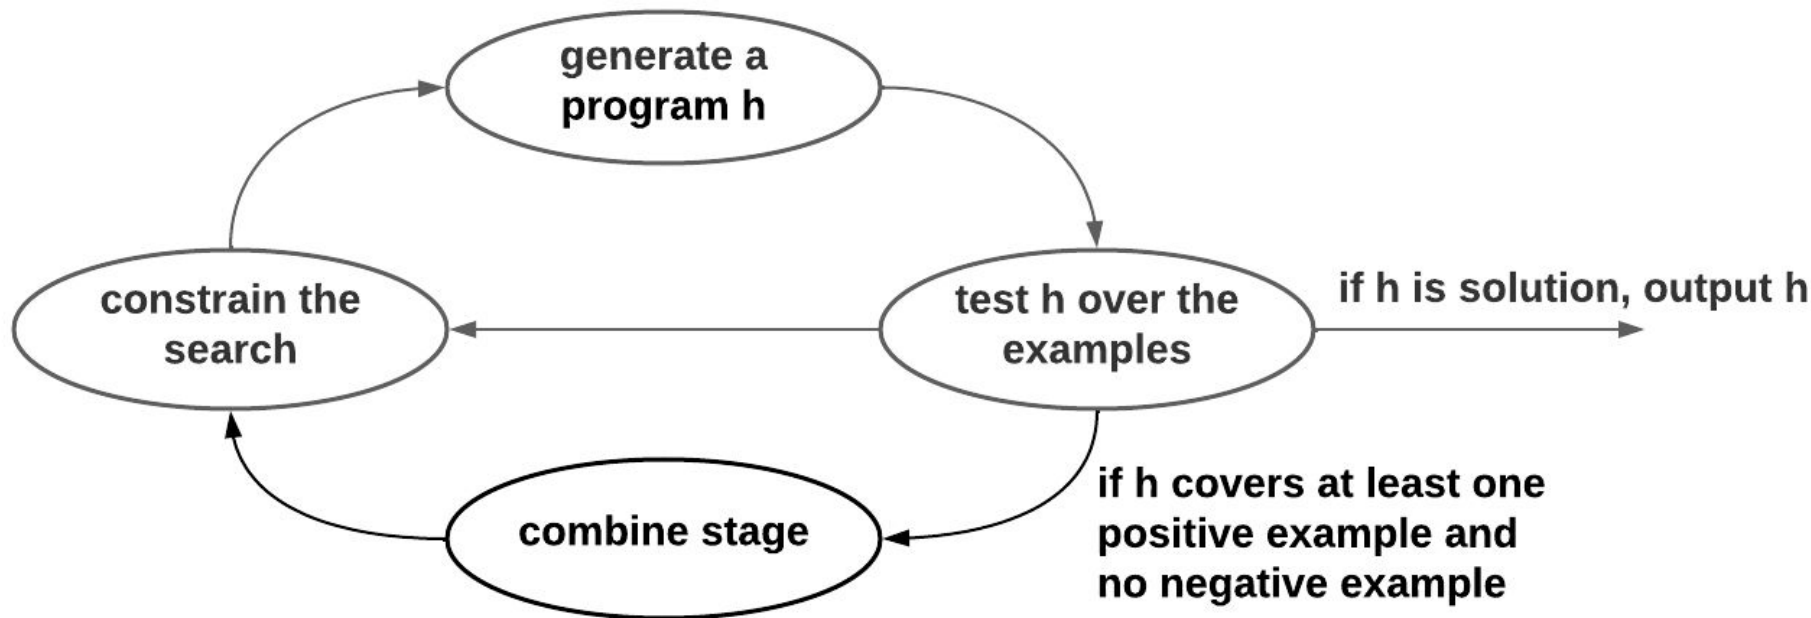 generate a
program h
constrain the
search
test h over the
examples
if h is solution, output h
combine stage
if h covers at least one
positive example and
no negative example